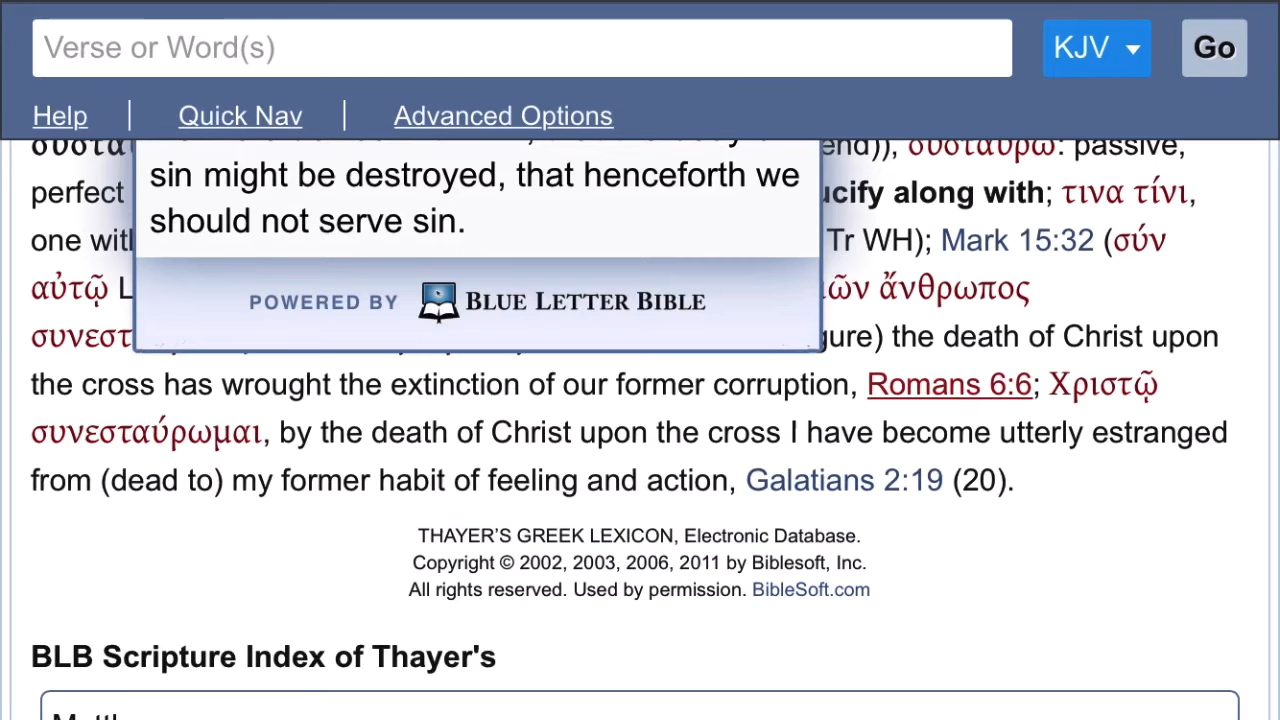 Verse or Word(s)
KJV
Go
Help | Quick Nav | Advanced Options
end)), συσταυρῶ: passive,
sin might be destroyed, that henceforth we
perfect
ucify along with; τινα τίνι,
should not serve sin.
one with
Tr WH); Mark 15:32 (σύν
αὐτῷ L
POWERED BY BLUE LETTER BIBLE
ῶν ἄνθρωπος
συνεστ
gure) the death of Christ upon
the cross has wrought the extinction of our former corruption, Romans 6:6; Χριστῷ
συνεσταύρωμαι, by the death of Christ upon the cross I have become utterly estranged
from (dead to) my former habit of feeling and action, Galatians 2:19 (20).
THAYER'S GREEK LEXICON, Electronic Database.
Copyright © 2002, 2003, 2006, 2011 by Biblesoft, Inc.
All rights reserved. Used by permission. BibleSoft.com
BLB Scripture Index of Thayer's